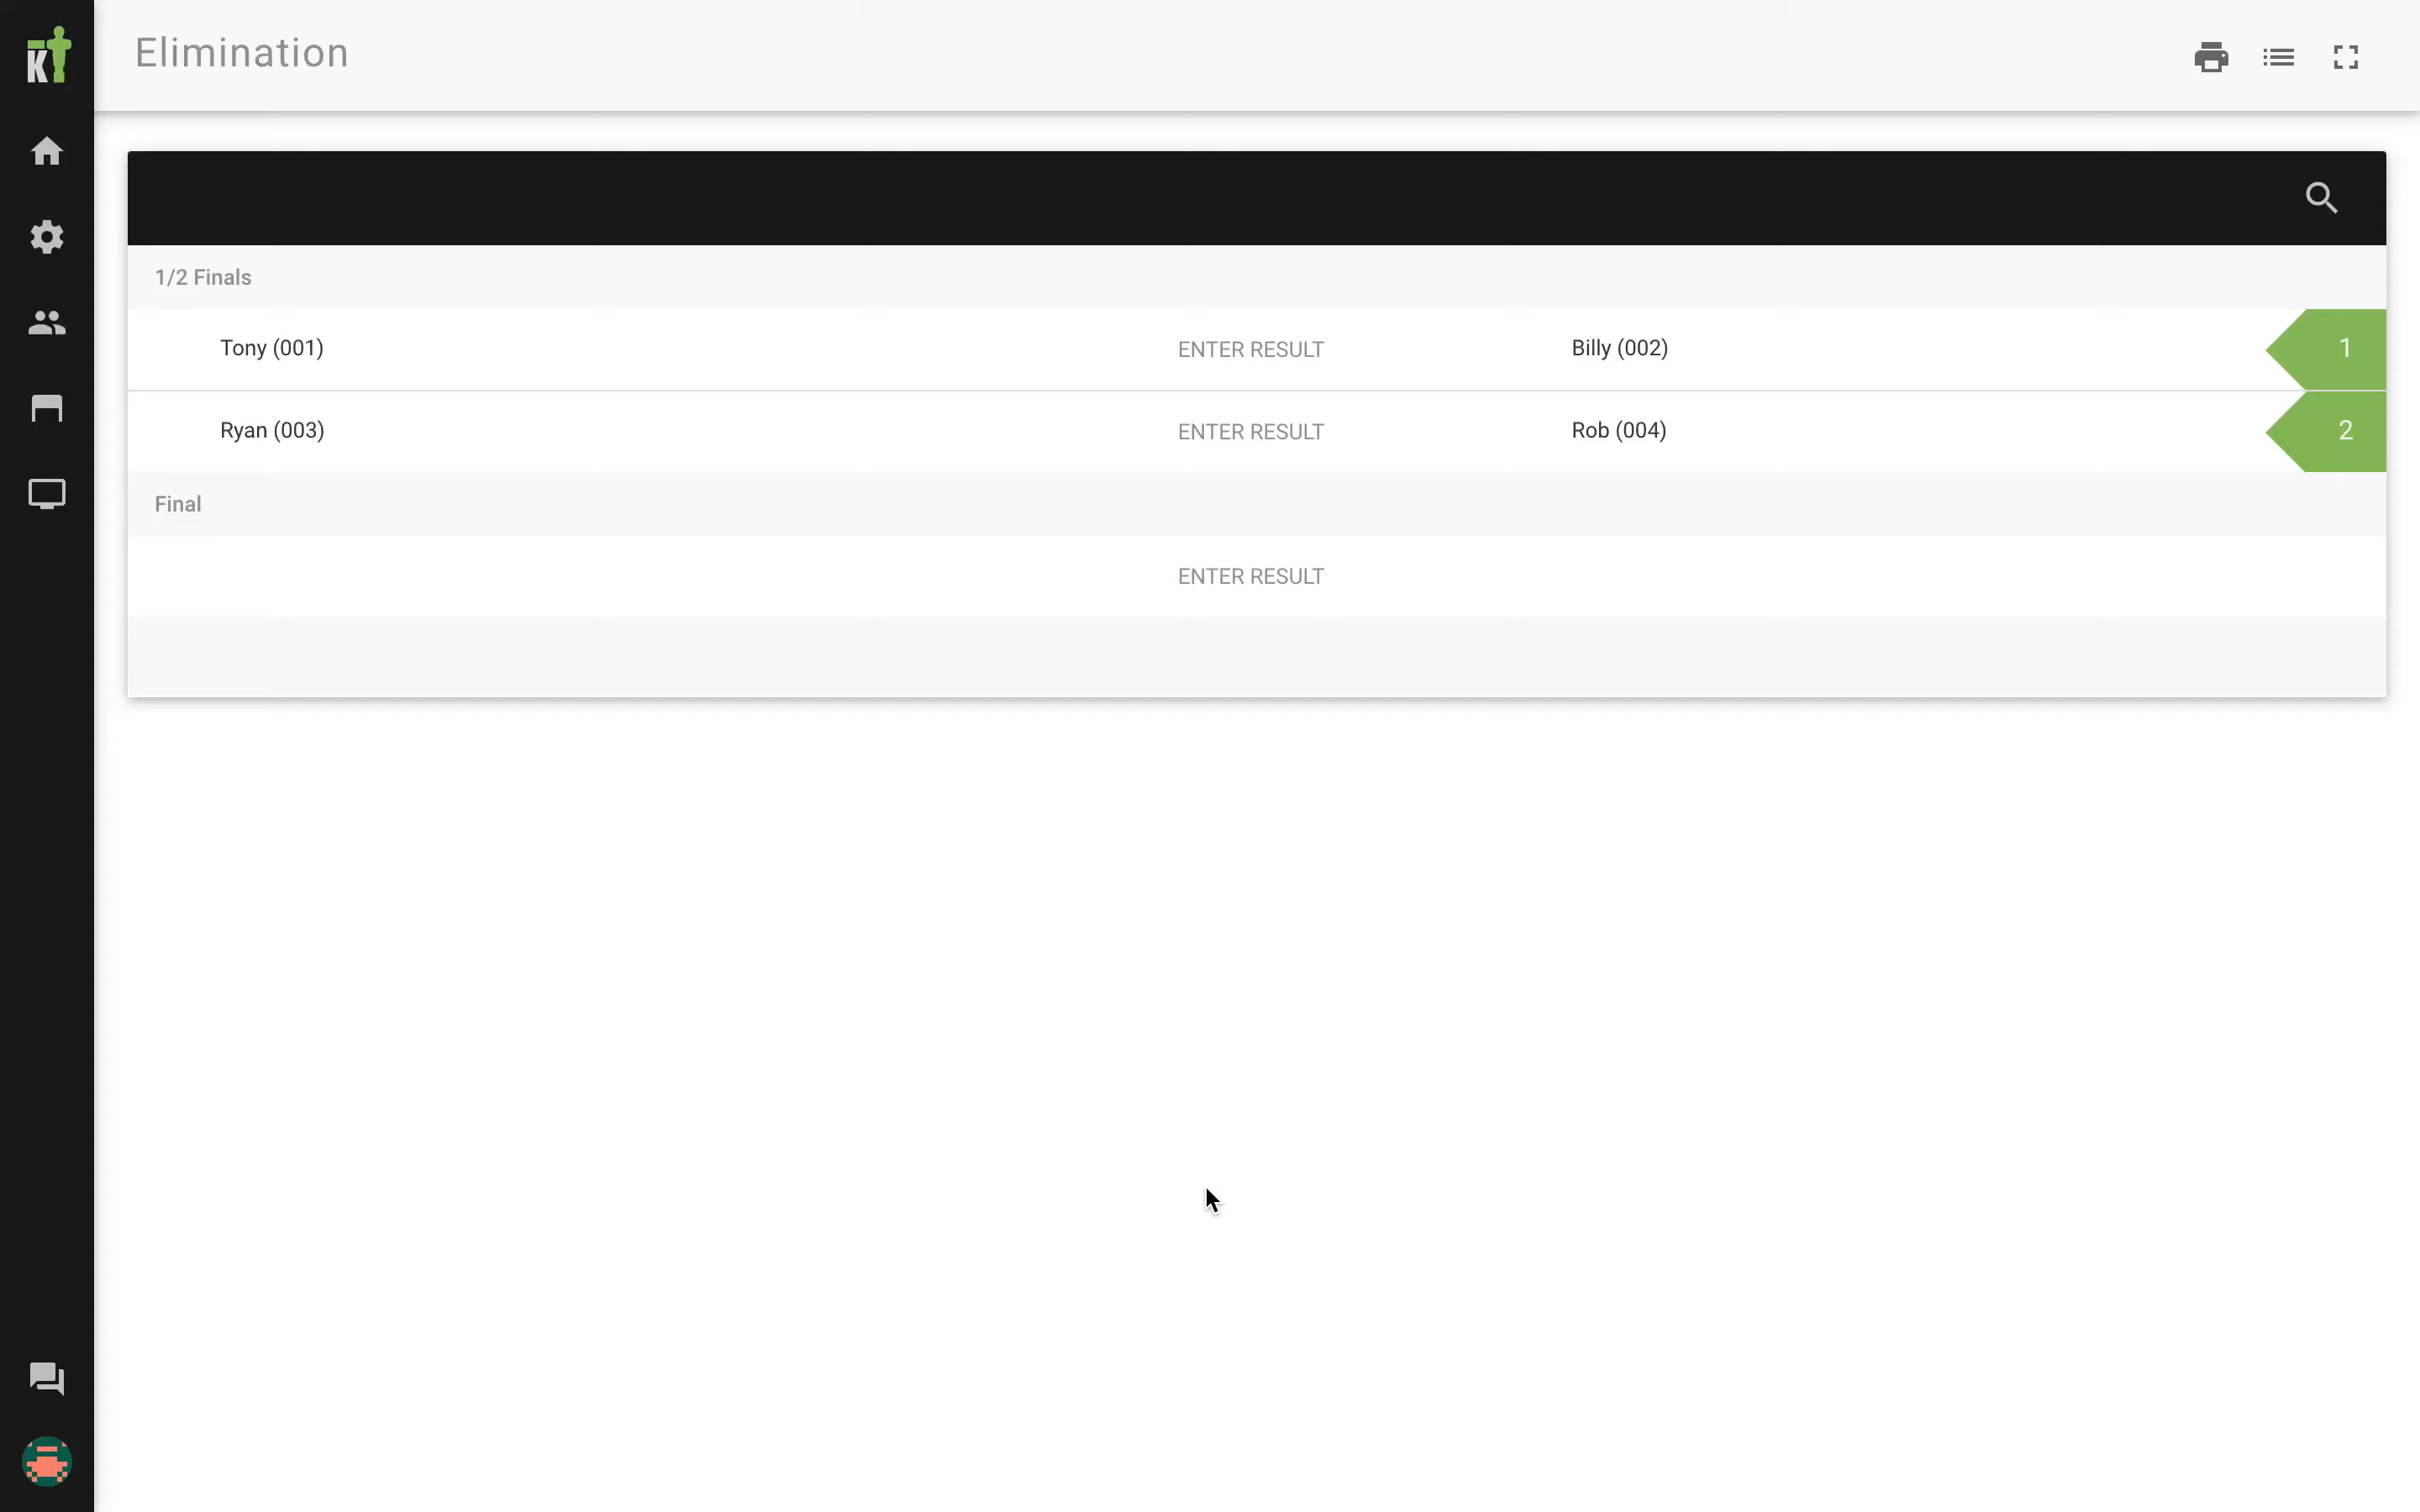 K
Elimination
1/2 Finals
Tony (001) ENTER RESULT Billy (002) 1
Ryan (003) ENTER RESULT Rob (004) 2
Final
ENTER RESULT